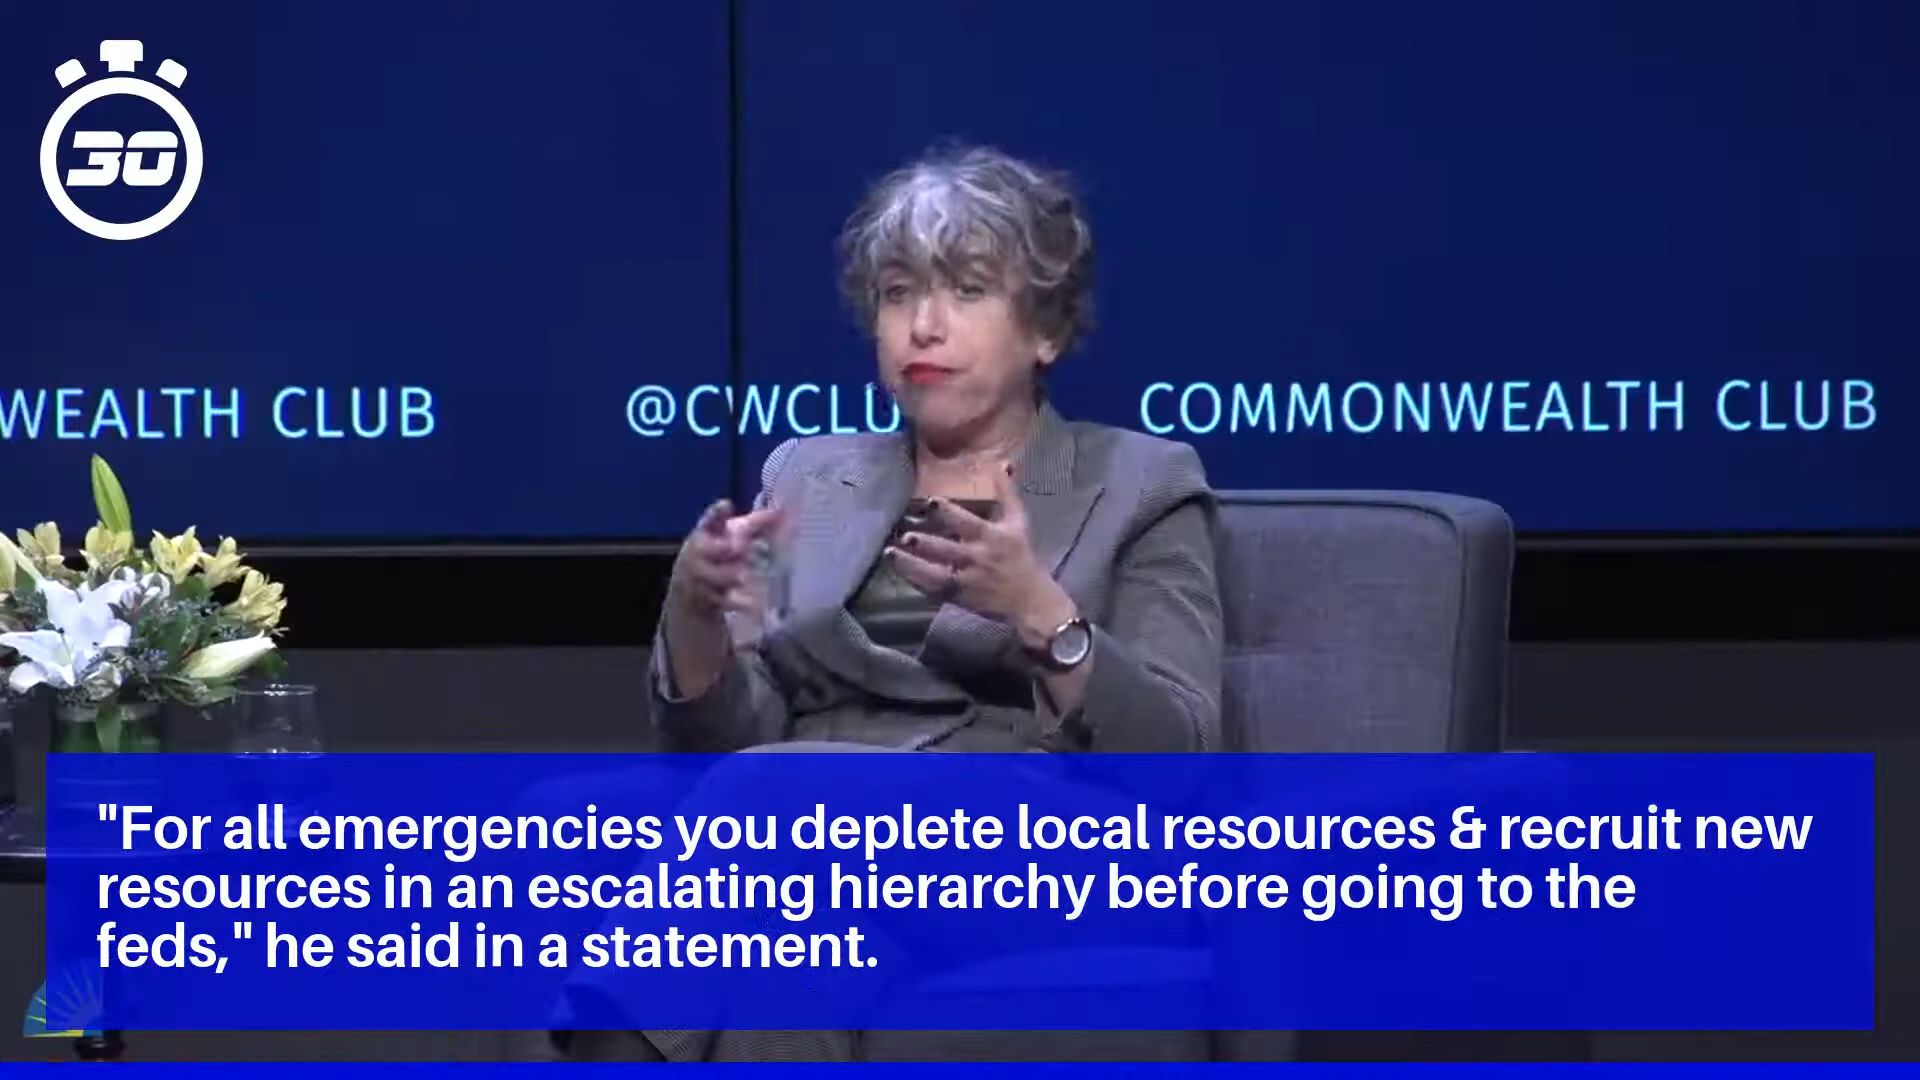 30
WEALTH CLUB
@CWCLU
COMMONWEALTH CLUB
"For all emergencies you deplete local resources & recruit new
resources in an escalating hierarchy before going to the
feds," he said in a statement.